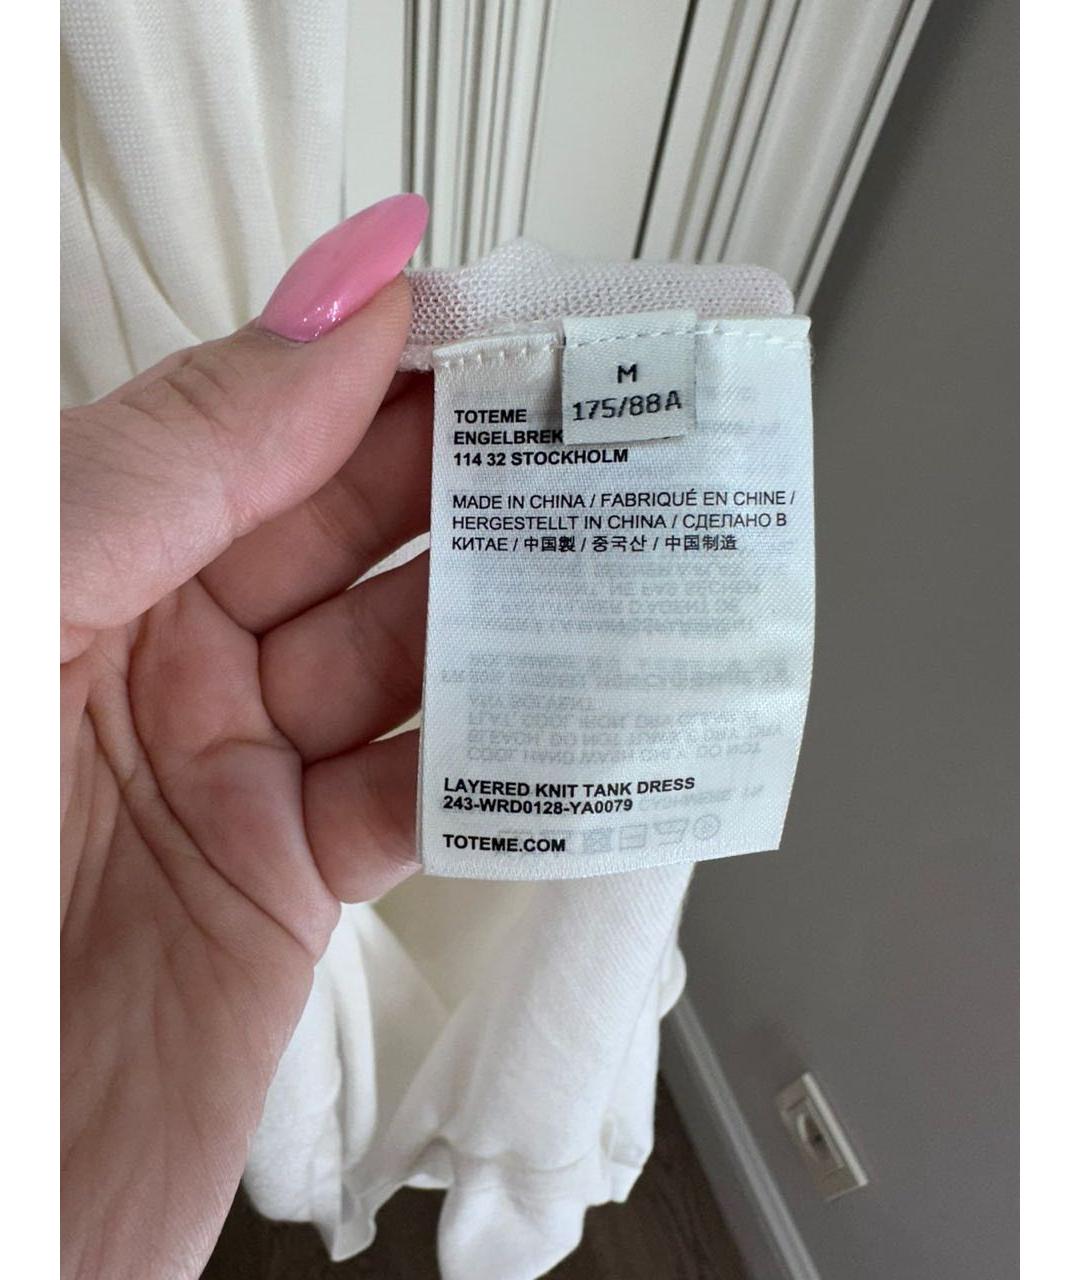 M
175/88A
TOTEME
ENGELBREK
114 32 STOCKHOLM
MADE IN CHINA / FABRIQUÉ EN CHINE /
HERGESTELLT IN CHINA / СДЕЛАНО В
КИТАЕ / 中国製 / 중국산 / 中国制造
LAYERED KNIT TANK DRESS
243-WRD0128-YA0079
TOTEME.COM